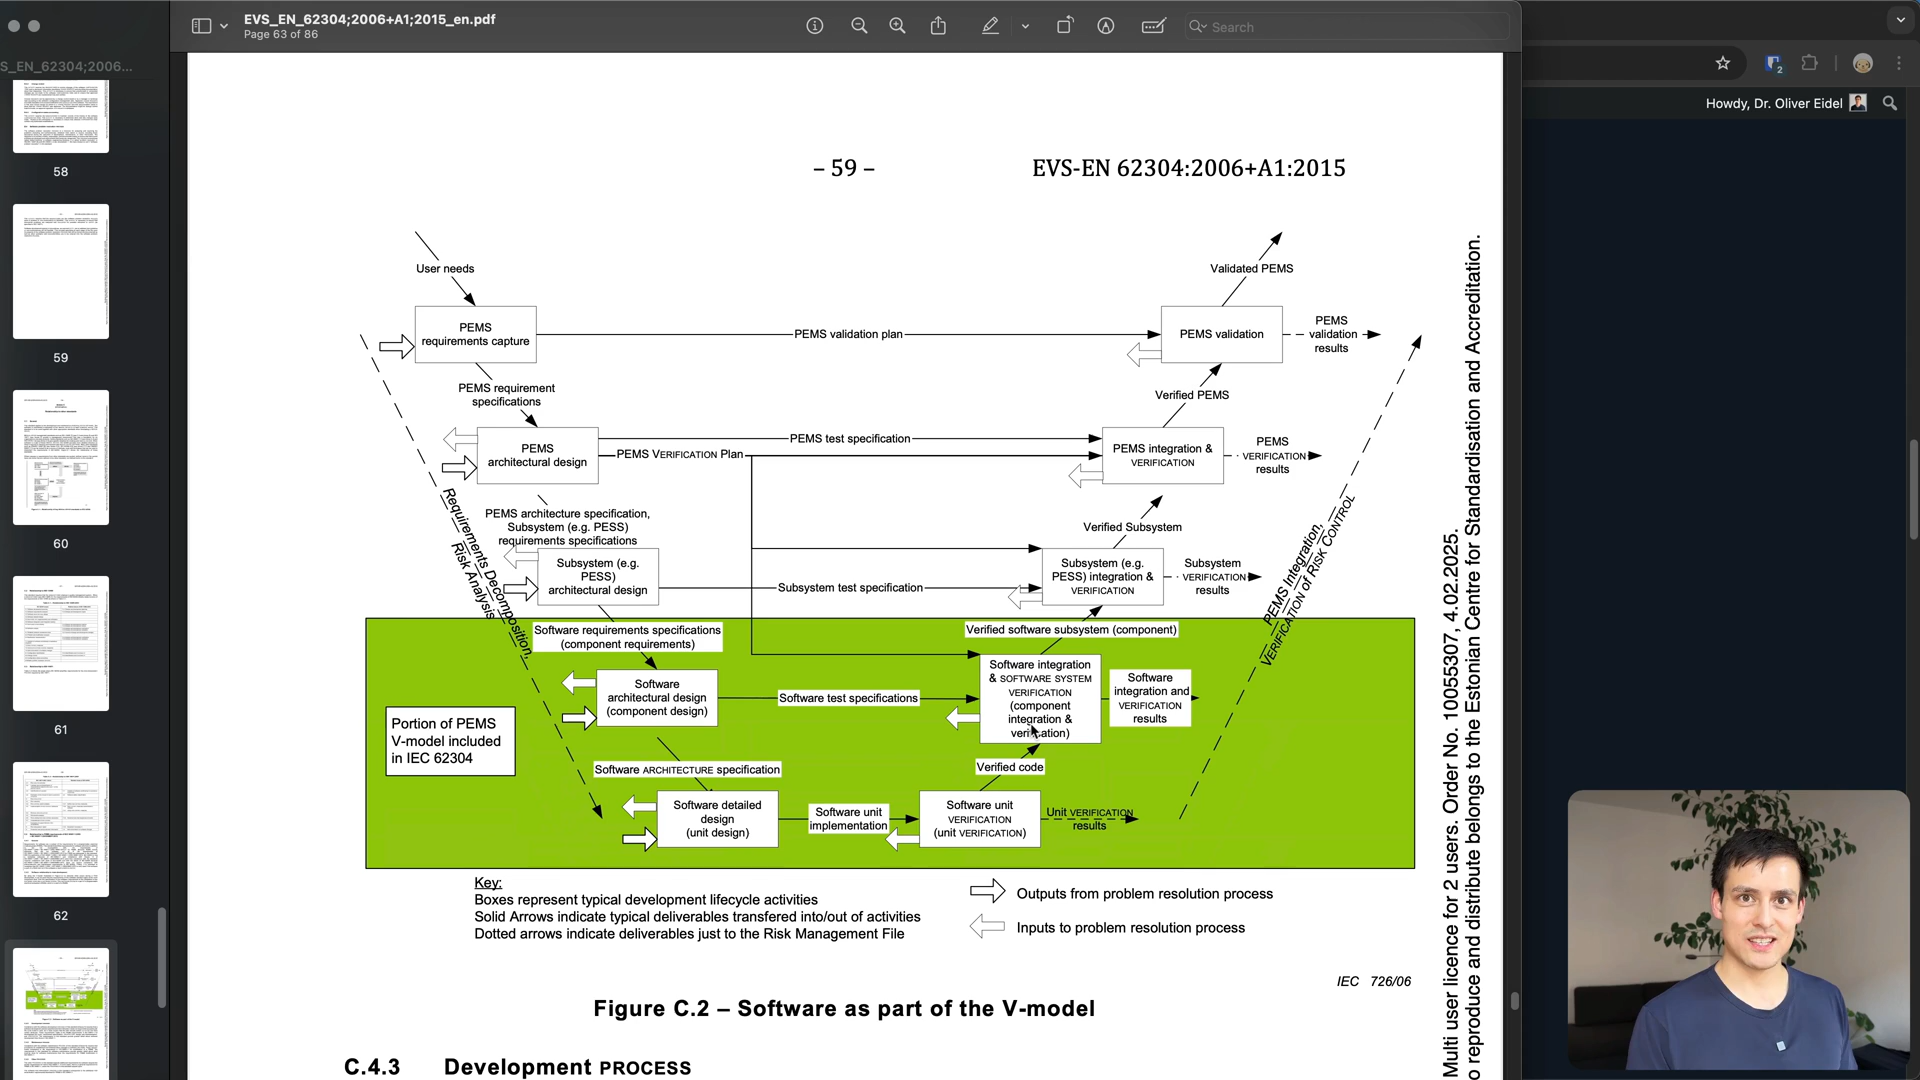 EVS_EN_62304;2006+A1;2015_en.pdf
Page 63 of 86
Search
S_EN_62304;2006...
Howdy, Dr. Oliver Eidel
2
58
59
60
61
62
– 59 –
EVS-EN 62304:2006+A1:2015
User needs
Validated PEMS
PEMS
requirements capture
PEMS validation plan
PEMS validation
PEMS
validation
results
PEMS requirement
specifications
Verified PEMS
PEMS
architectural design
PEMS test specification
PEMS VERIFICATION Plan
PEMS integration &
VERIFICATION
PEMS
VERIFICATION
results
PEMS architecture specification,
Subsystem (e.g. PESS)
requirements specifications
Verified Subsystem
Subsystem (e.g.
PESS)
architectural design
Subsystem test specification
Subsystem (e.g.
PESS) integration &
VERIFICATION
Subsystem
VERIFICATION
results
Requirements Decomposition,
Risk Analysis
PEMS Integration,
VERIFICATION of RISK CONTROL
Software requirements specifications
(component requirements)
Verified software subsystem (component)
Software
architectural design
(component design)
Software test specifications
Software integration
& SOFTWARE SYSTEM
VERIFICATION
(component
integration &
verification)
Software
integration and
VERIFICATION
results
Portion of PEMS
V-model included
in IEC 62304
Software ARCHITECTURE specification
Verified code
Software detailed
design
(unit design)
Software unit
implementation
Software unit
VERIFICATION
(unit VERIFICATION)
Unit VERIFICATION
results
Key:
Boxes represent typical development lifecycle activities
Solid Arrows indicate typical deliverables transfered into/out of activities
Dotted arrows indicate deliverables just to the Risk Management File
Outputs from problem resolution process
Inputs to problem resolution process
IEC 726/06
Figure C.2 – Software as part of the V-model
C.4.3 Development PROCESS
Multi user licence for 2 users. Order No. 10055307, 4.02.2025.
o reproduce and distribute belongs to the Estonian Centre for Standardisation and Accreditation.